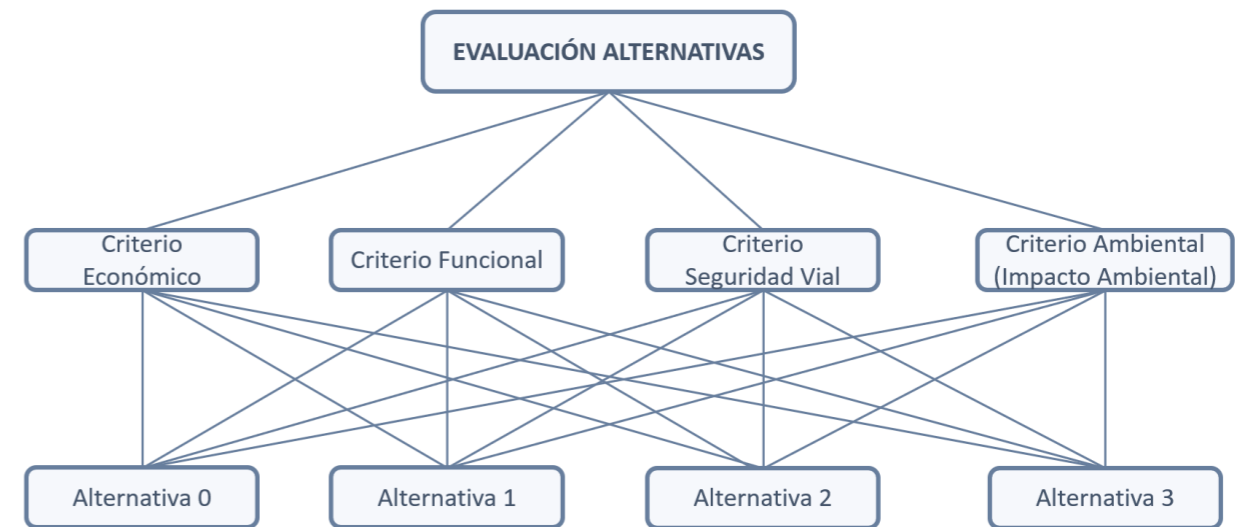 EVALUACIÓN ALTERNATIVAS
Criterio
Económico
Criterio Funcional
Criterio
Seguridad Vial
Criterio Ambiental
(Impacto Ambiental)
Alternativa 0
Alternativa 1
Alternativa 2
Alternativa 3